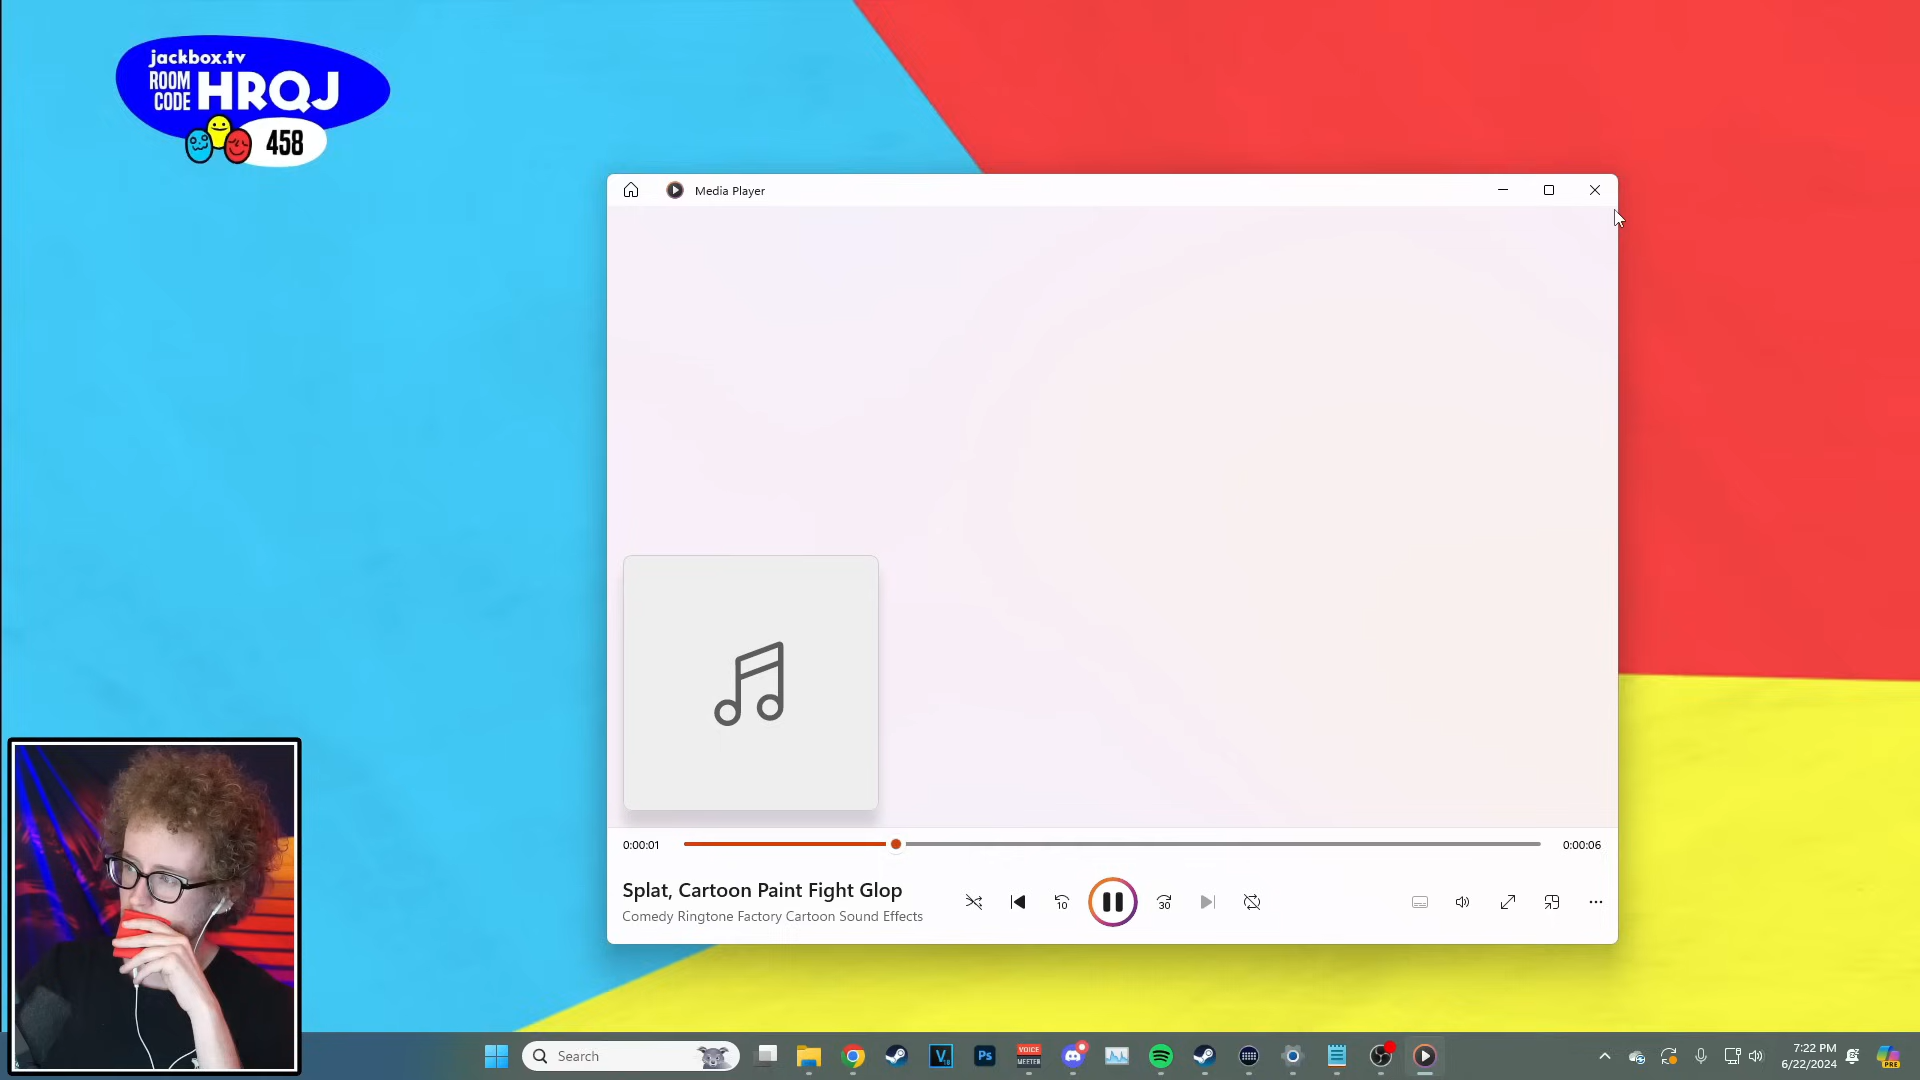 jackbox.tv
ROOM CODE HRQJ
458
Media Player
0:00:01
0:00:06
Splat, Cartoon Paint Fight Glop
Comedy Ringtone Factory Cartoon Sound Effects
10
30
Search
V
Ps
VOICE
MEETER
7:22 PM
6/22/2024
PRE